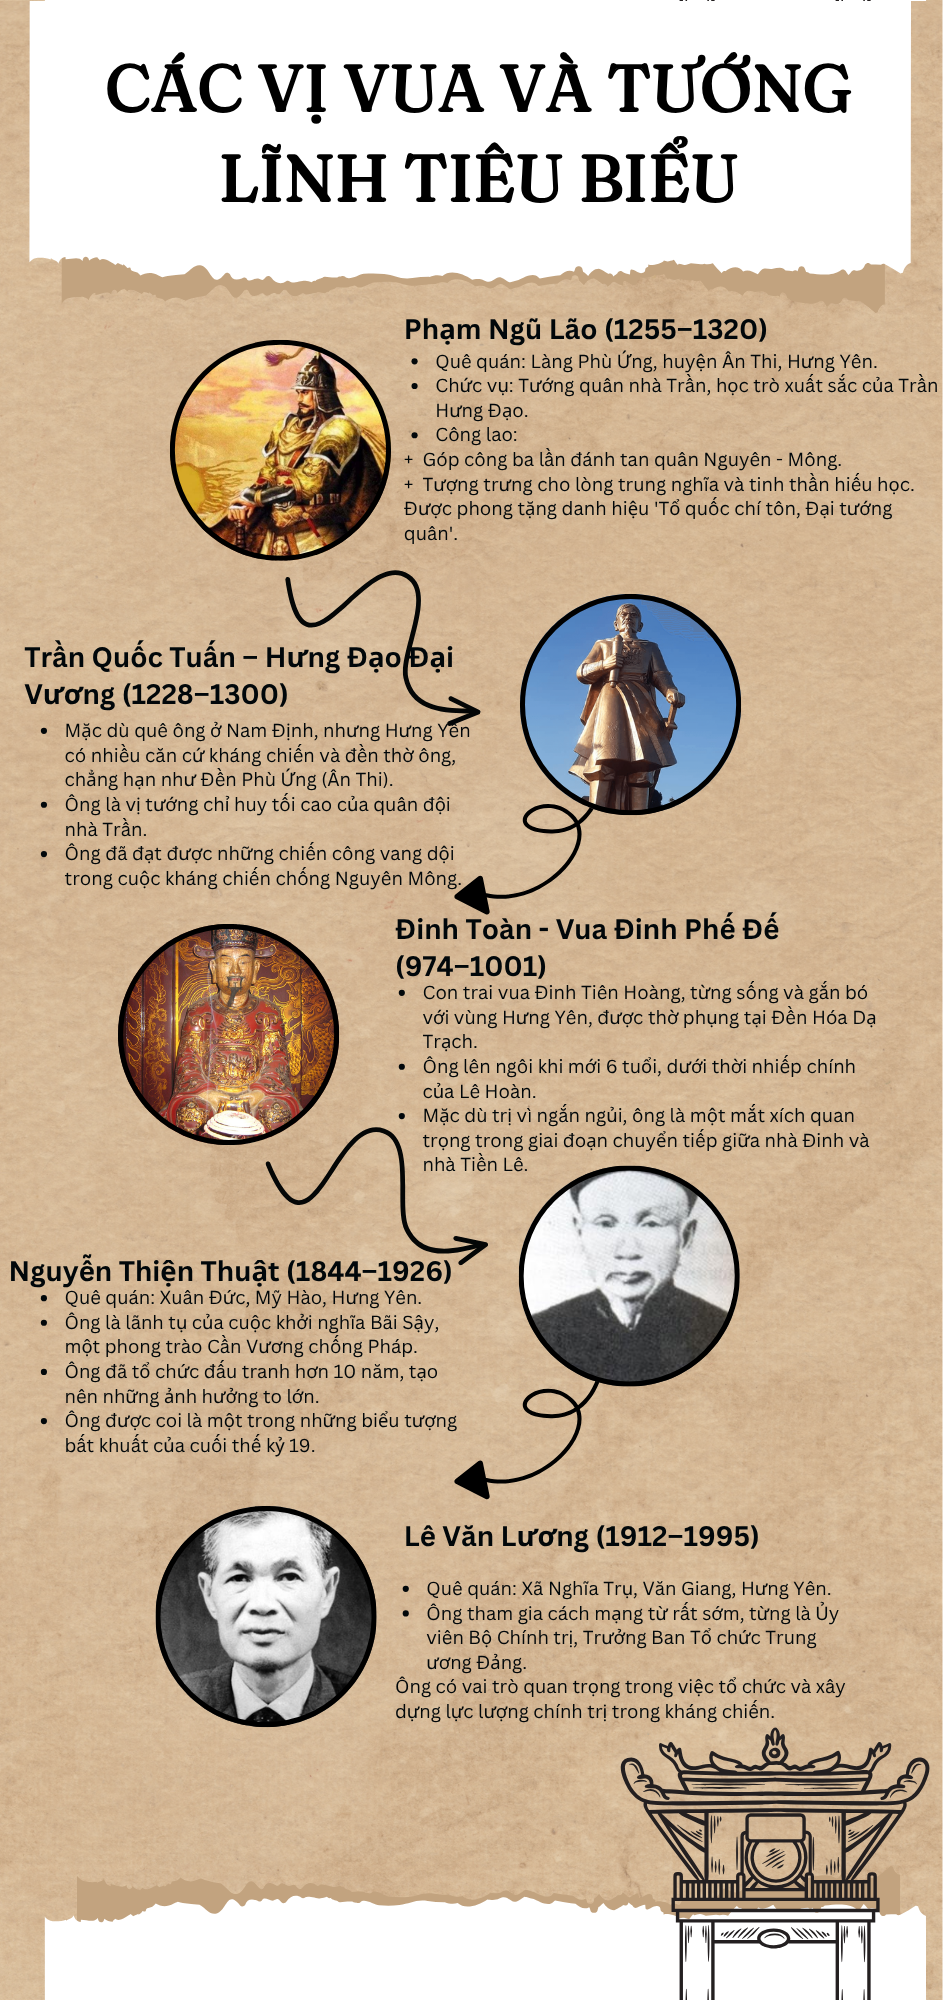 CÁC VỊ VUA VÀ TƯỚNG
LĨNH TIÊU BIỂU
Phạm Ngũ Lão (1255–1320)
• Quê quán: Làng Phù Ứng, huyện Ân Thi, Hưng Yên.
• Chức vụ: Tướng quân nhà Trần, học trò xuất sắc của Trần
Hưng Đạo.
• Công lao:
+ Góp công ba lần đánh tan quân Nguyên - Mông.
+ Tượng trưng cho lòng trung nghĩa và tinh thần hiếu học.
Được phong tặng danh hiệu 'Tổ quốc chí tôn, Đại tướng
quân'.
Trần Quốc Tuấn – Hưng Đạo Đại
Vương (1228–1300)
• Mặc dù quê ông ở Nam Định, nhưng Hưng Yên
có nhiều căn cứ kháng chiến và đền thờ ông,
chẳng hạn như Đền Phù Ứng (Ân Thi).
• Ông là vị tướng chỉ huy tối cao của quân đội
nhà Trần.
• Ông đã đạt được những chiến công vang dội
trong cuộc kháng chiến chống Nguyên Mông.
Đinh Toàn - Vua Đinh Phế Đế
(974–1001)
• Con trai vua Đinh Tiên Hoàng, từng sống và gắn bó
với vùng Hưng Yên, được thờ phụng tại Đền Hóa Dạ
Trạch.
• Ông lên ngôi khi mới 6 tuổi, dưới thời nhiếp chính
của Lê Hoàn.
• Mặc dù trị vì ngắn ngủi, ông là một mắt xích quan
trọng trong giai đoạn chuyển tiếp giữa nhà Đinh và
nhà Tiền Lê.
Nguyễn Thiện Thuật (1844–1926)
• Quê quán: Xuân Đức, Mỹ Hào, Hưng Yên.
• Ông là lãnh tụ của cuộc khởi nghĩa Bãi Sậy,
một phong trào Cần Vương chống Pháp.
• Ông đã tổ chức đấu tranh hơn 10 năm, tạo
nên những ảnh hưởng to lớn.
• Ông được coi là một trong những biểu tượng
bất khuất của cuối thế kỷ 19.
Lê Văn Lương (1912–1995)
• Quê quán: Xã Nghĩa Trụ, Văn Giang, Hưng Yên.
• Ông tham gia cách mạng từ rất sớm, từng là Ủy
viên Bộ Chính trị, Trưởng Ban Tổ chức Trung
ương Đảng.
Ông có vai trò quan trọng trong việc tổ chức và xây
dựng lực lượng chính trị trong kháng chiến.